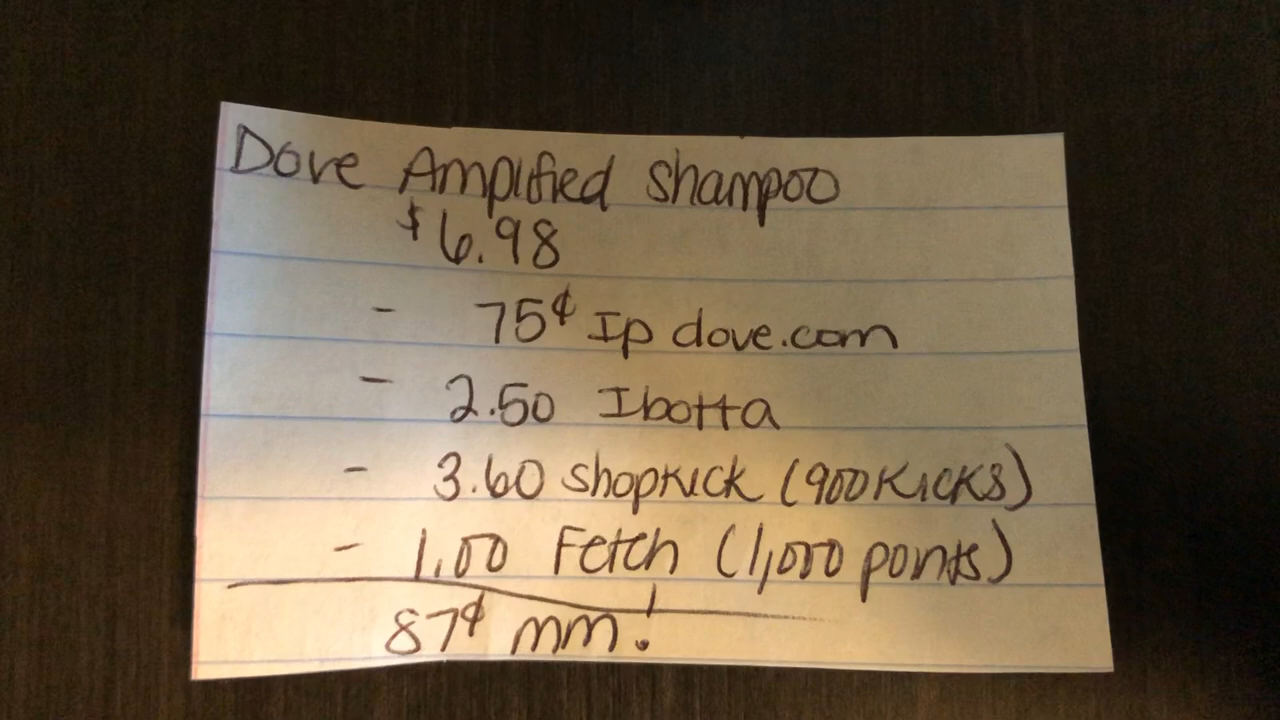 Dove Amplified Shampoo
$6.98
- 75¢ Ip dove.com
- 2.50 Ibotta
- 3.60 Shopkick (900 Kicks)
- 1.00 Fetch (1,000 points)
87¢ mm!